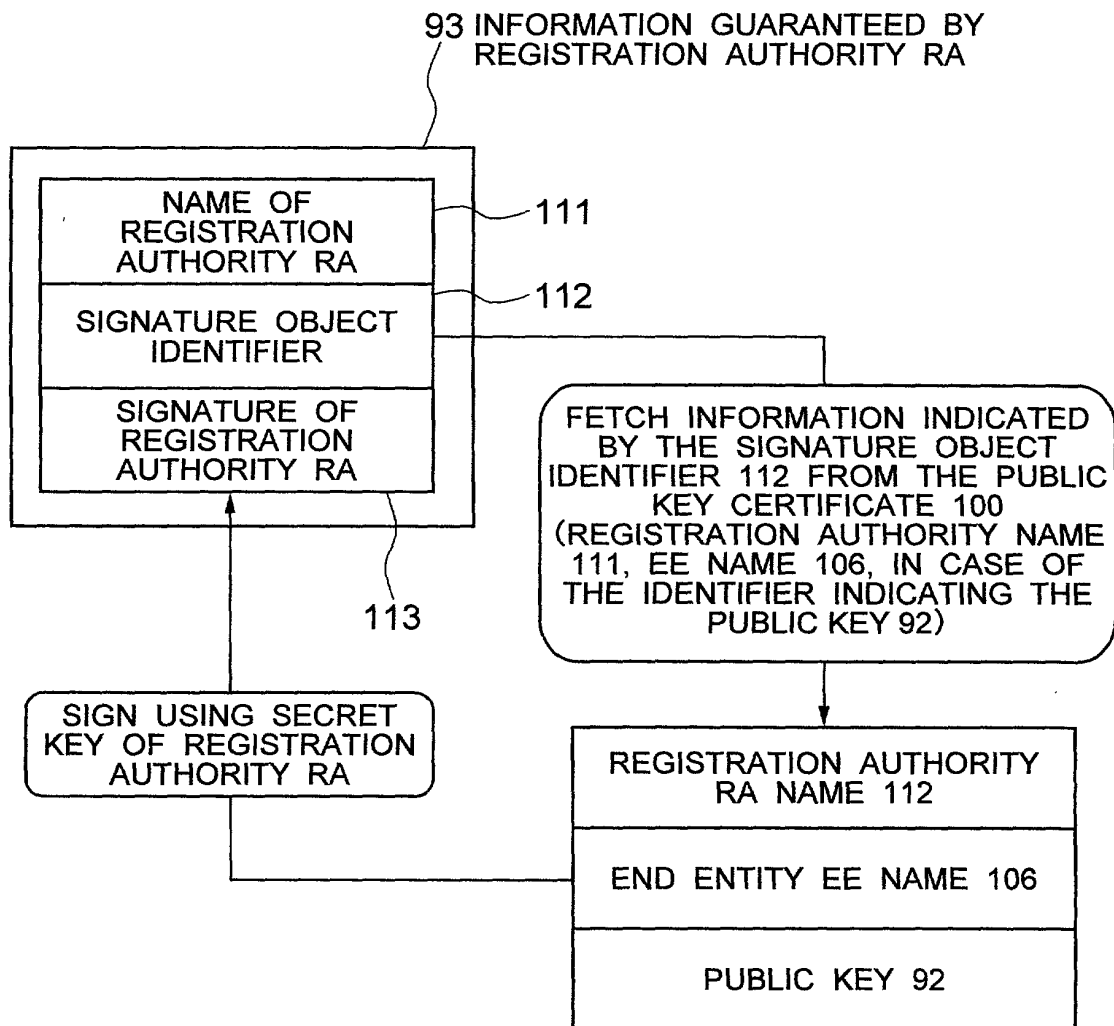 93 INFORMATION GUARANTEED BY
REGISTRATION AUTHORITY RA
NAME OF
REGISTRATION
AUTHORITY RA
111
112
SIGNATURE OBJECT
IDENTIFIER
SIGNATURE OF
REGISTRATION
AUTHORITY RA
113
FETCH INFORMATION INDICATED
BY THE SIGNATURE OBJECT
IDENTIFIER 112 FROM THE PUBLIC
KEY CERTIFICATE 100
(REGISTRATION AUTHORITY NAME
111, EE NAME 106, IN CASE OF
THE IDENTIFIER INDICATING THE
PUBLIC KEY 92)
SIGN USING SECRET
KEY OF REGISTRATION
AUTHORITY RA
REGISTRATION AUTHORITY
RA NAME 112
END ENTITY EE NAME 106
PUBLIC KEY 92